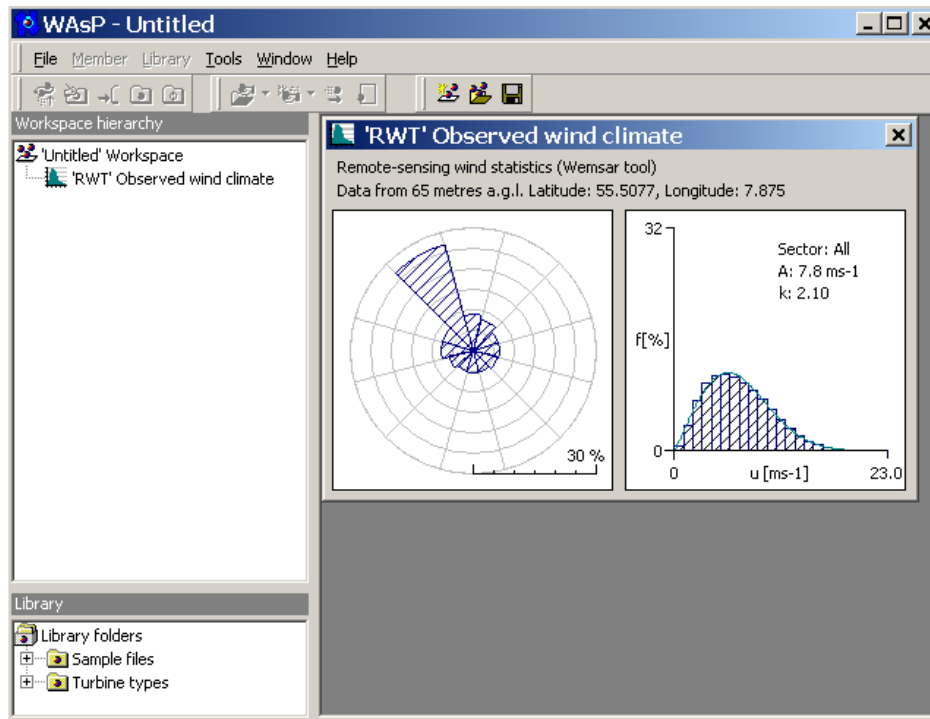 WAsP - Untitled
File Member Library Tools Window Help
Workspace hierarchy
'Untitled' Workspace
'RWT' Observed wind climate
'RWT' Observed wind climate
Remote-sensing wind statistics (Wemsar tool)
Data from 65 metres a.g.l. Latitude: 55.5077, Longitude: 7.875
30 %
32
Sector: All
A: 7.8 ms-1
k: 2.10
f[%]
0
0 u [ms-1] 23.0
Library
Library folders
Sample files
Turbine types